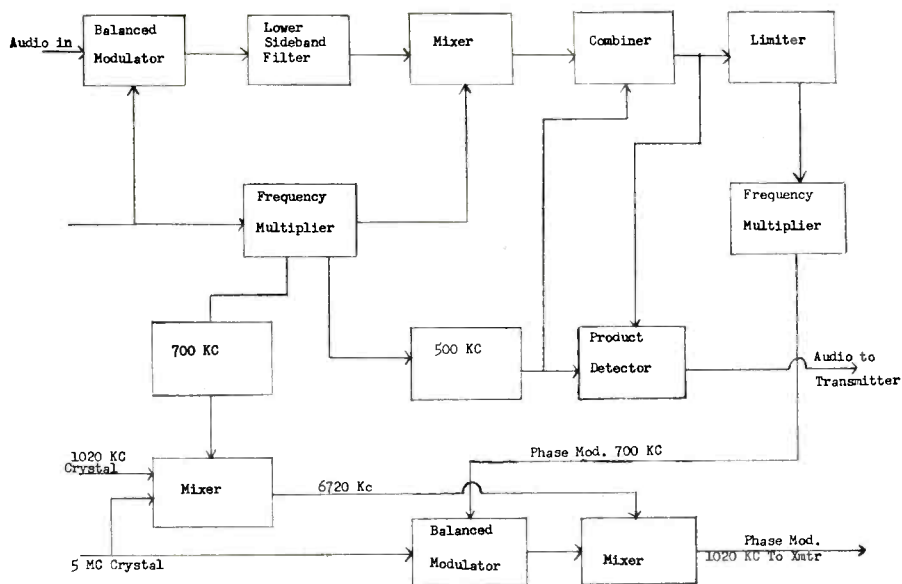 Audio in
Balanced
Modulator
Lower
Sideband
Filter
Mixer
Combiner
Limiter
Frequency
Multiplier
Frequency
Multiplier
700 KC
500 KC
Product
Detector
Audio to
Transmitter
1020 KC
Crystal
Mixer
6720 Kc
Phase Mod. 700 KC
Balanced
Modulator
Mixer
5 MC Crystal
Phase Mod.
1020 KC To Xmtr